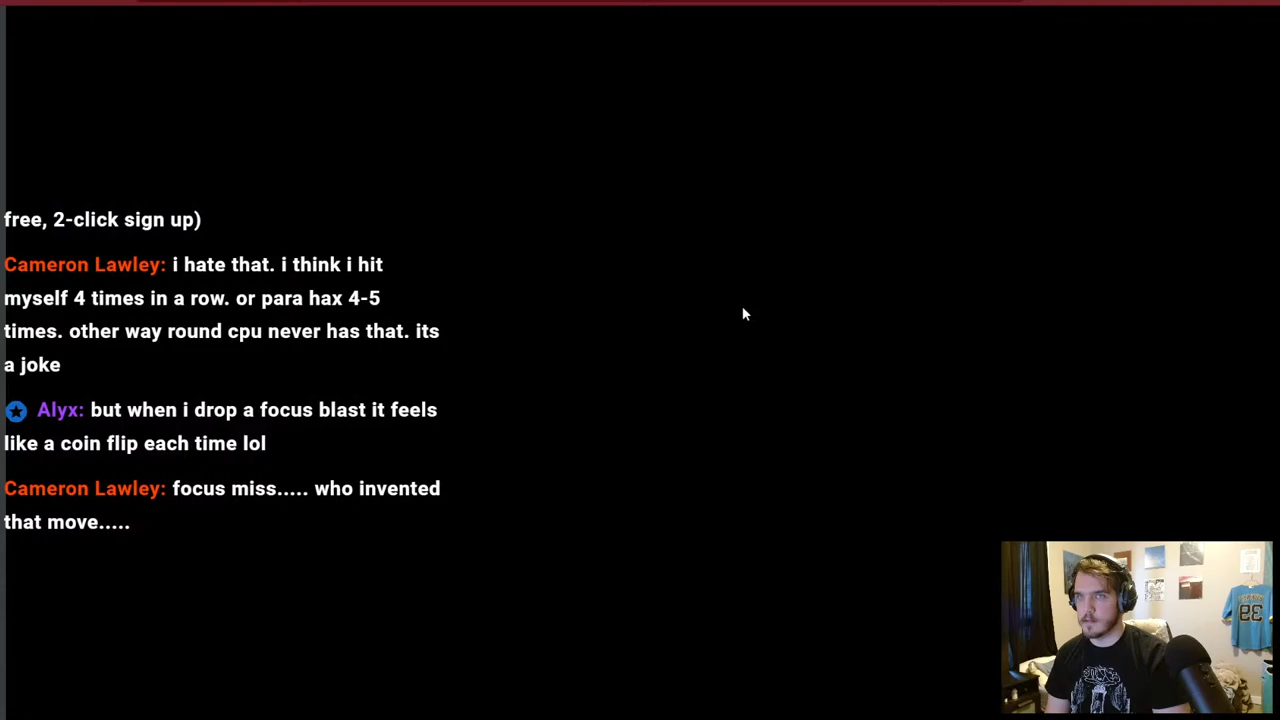 free, 2-click sign up)
Cameron Lawley: i hate that. i think i hit
myself 4 times in a row. or para hax 4-5
times. other way round cpu never has that. its
a joke
Alyx: but when i drop a focus blast it feels
like a coin flip each time lol
Cameron Lawley: focus miss..... who invented
that move.....